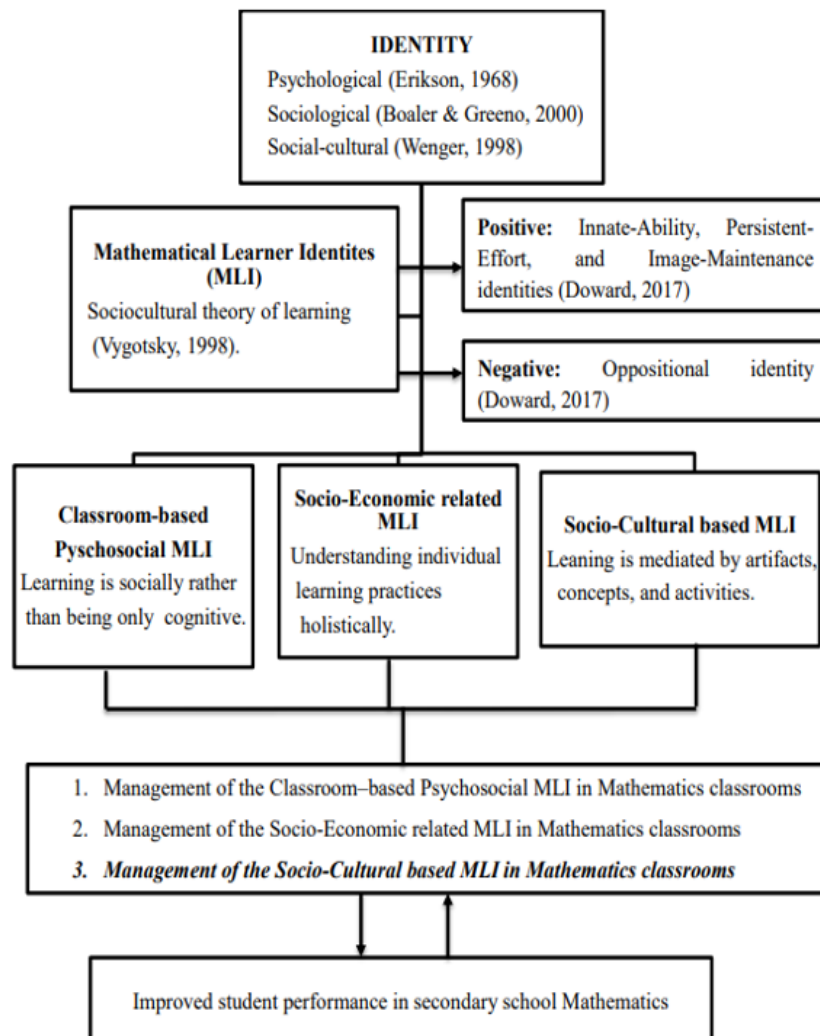 IDENTITY
Psychological (Erikson, 1968)
Sociological (Boaler & Greeno, 2000)
Social-cultural (Wenger, 1998)
Mathematical Learner Identites
(MLI)
Sociocultural theory of learning
(Vygotsky, 1998).
Positive: Innate-Ability, Persistent-
Effort, and Image-Maintenance
identities (Doward, 2017)
Negative: Oppositional identity
(Doward, 2017)
Classroom-based
Pyschosocial MLI
Learning is socially rather
than being only cognitive.
Socio-Economic related
MLI
Understanding individual
learning practices
holistically.
Socio-Cultural based MLI
Leaning is mediated by artifacts,
concepts, and activities.
1. Management of the Classroom–based Psychosocial MLI in Mathematics classrooms
2. Management of the Socio-Economic related MLI in Mathematics classrooms
3. Management of the Socio-Cultural based MLI in Mathematics classrooms
Improved student performance in secondary school Mathematics